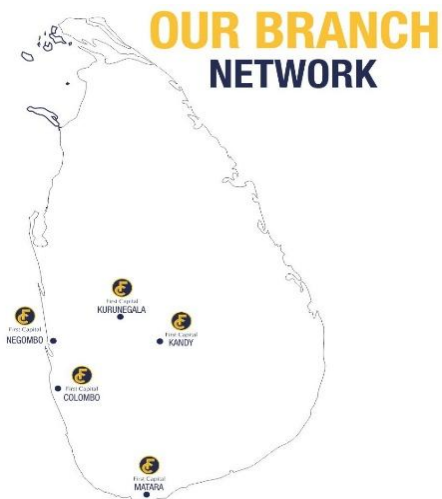 OUR BRANCH
NETWORK
First Capital
KURUNEGALA
First Capital
NEGOMBO
First Capital
KANDY
First Capital
COLOMBO
First Capital
MATARA